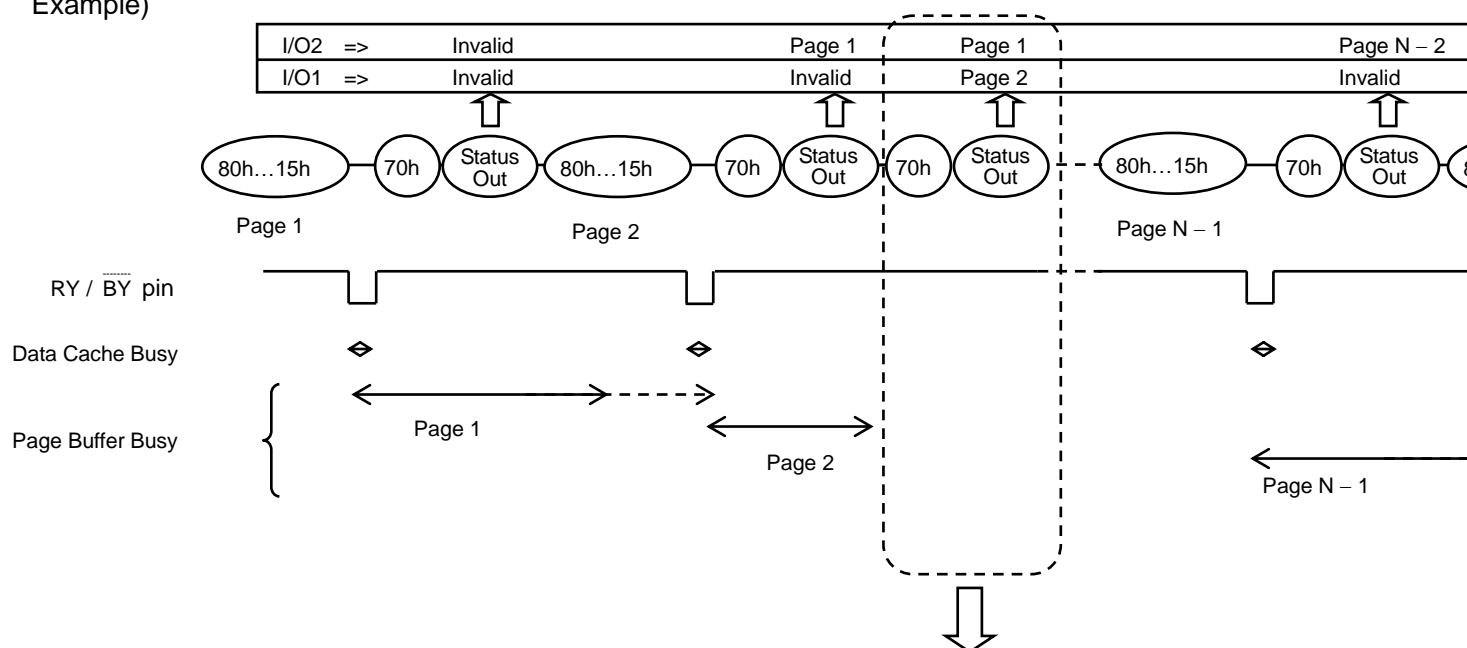 Example)
I/O2 => Invalid Page 1 Page 1 Page N − 2
I/O1 => Invalid Invalid Page 2 Invalid
80h…15h 70h Status Out 80h…15h 70h Status Out 70h Status Out 80h…15h 70h Status Out 8
Page 1 Page 2 Page N − 1
RY / BY pin
Data Cache Busy
Page 1
Page Buffer Busy
Page 2
Page N − 1